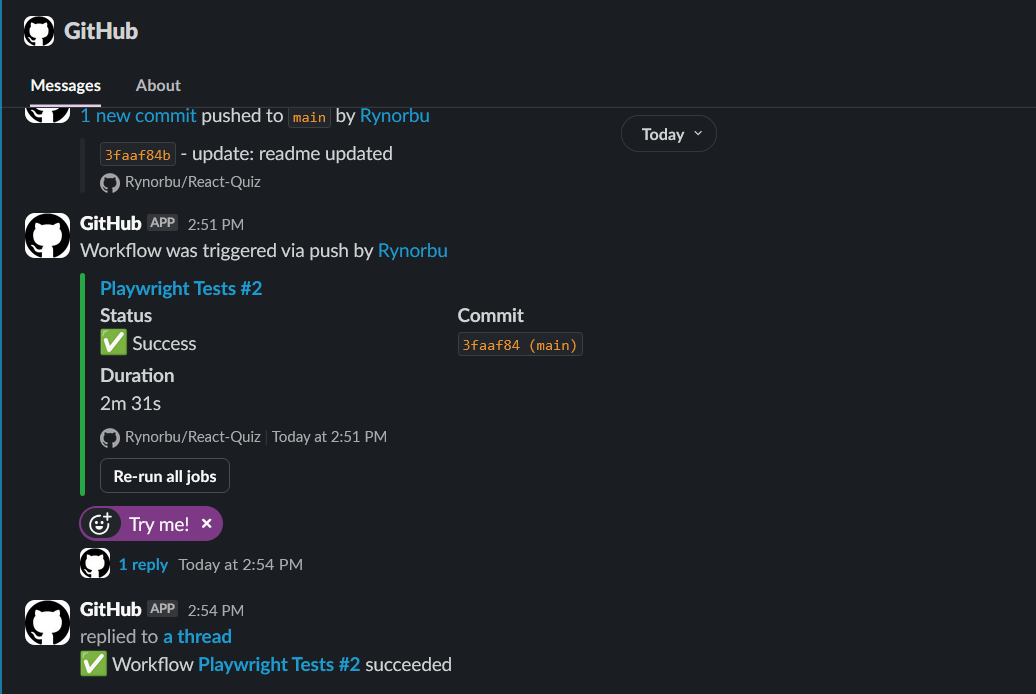 GitHub
Messages About
1 new commit pushed to main by Rynorbu
Today
3faaf84b - update: readme updated
Rynorbu/React-Quiz
GitHub APP 2:51 PM
Workflow was triggered via push by Rynorbu
Playwright Tests #2
Status Commit
Success 3faaf84 (main)
Duration
2m 31s
Rynorbu/React-Quiz | Today at 2:51 PM
Re-run all jobs
Try me!
1 reply Today at 2:54 PM
GitHub APP 2:54 PM
replied to a thread
Workflow Playwright Tests #2 succeeded